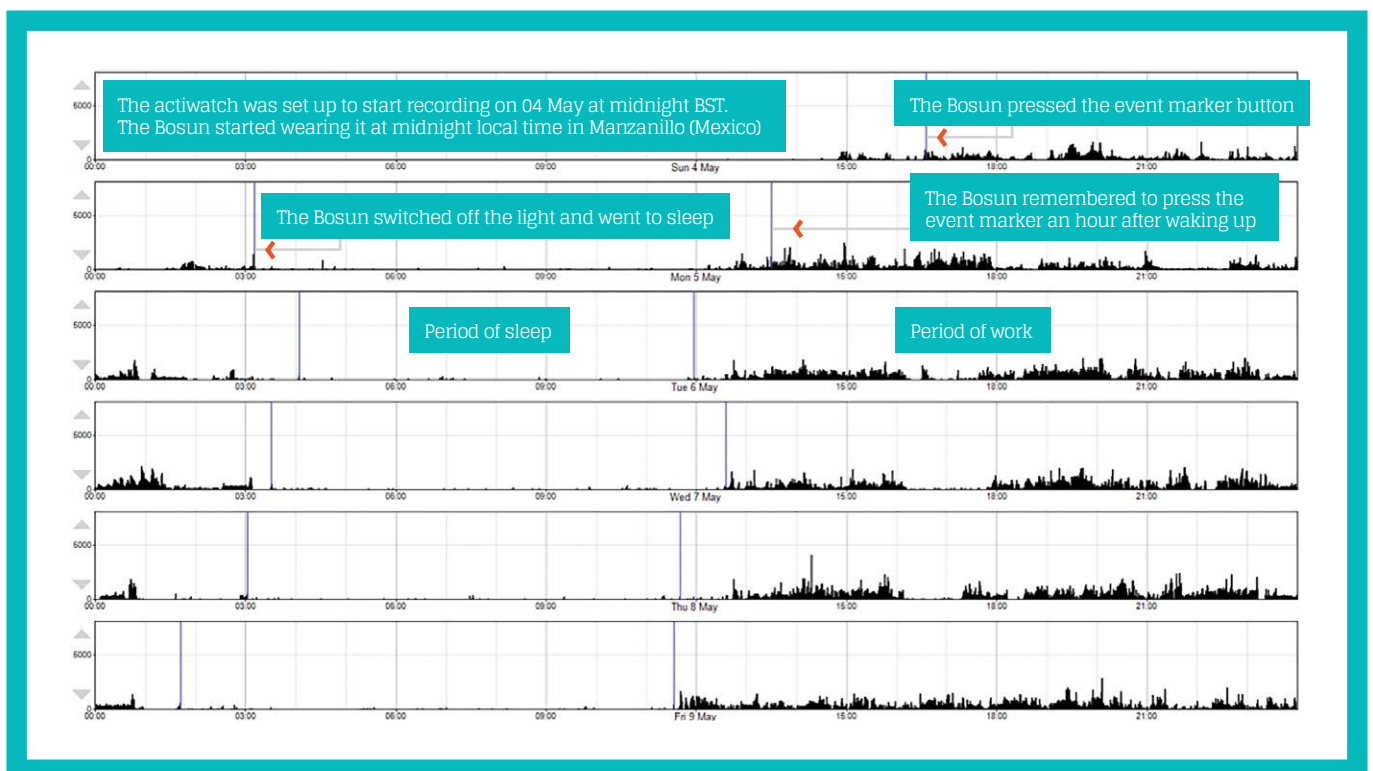 The actiwatch was set up to start recording on 04 May at midnight BST.
The Bosun started wearing it at midnight local time in Manzanillo (Mexico)
The Bosun pressed the event marker button
5000
0
00:00 03:00 06:00 09:00 Sun 4 May 15:00 18:00 21:00
The Bosun switched off the light and went to sleep
The Bosun remembered to press the
event marker an hour after waking up
5000
0
00:00 03:00 06:00 09:00 Mon 5 May 15:00 18:00 21:00
Period of sleep
Period of work
5000
0
00:00 03:00 06:00 09:00 Tue 6 May 15:00 18:00 21:00
5000
0
00:00 03:00 06:00 09:00 Wed 7 May 15:00 18:00 21:00
5000
0
00:00 03:00 06:00 09:00 Thu 8 May 15:00 18:00 21:00
5000
0
00:00 03:00 06:00 09:00 Fri 9 May 15:00 18:00 21:00